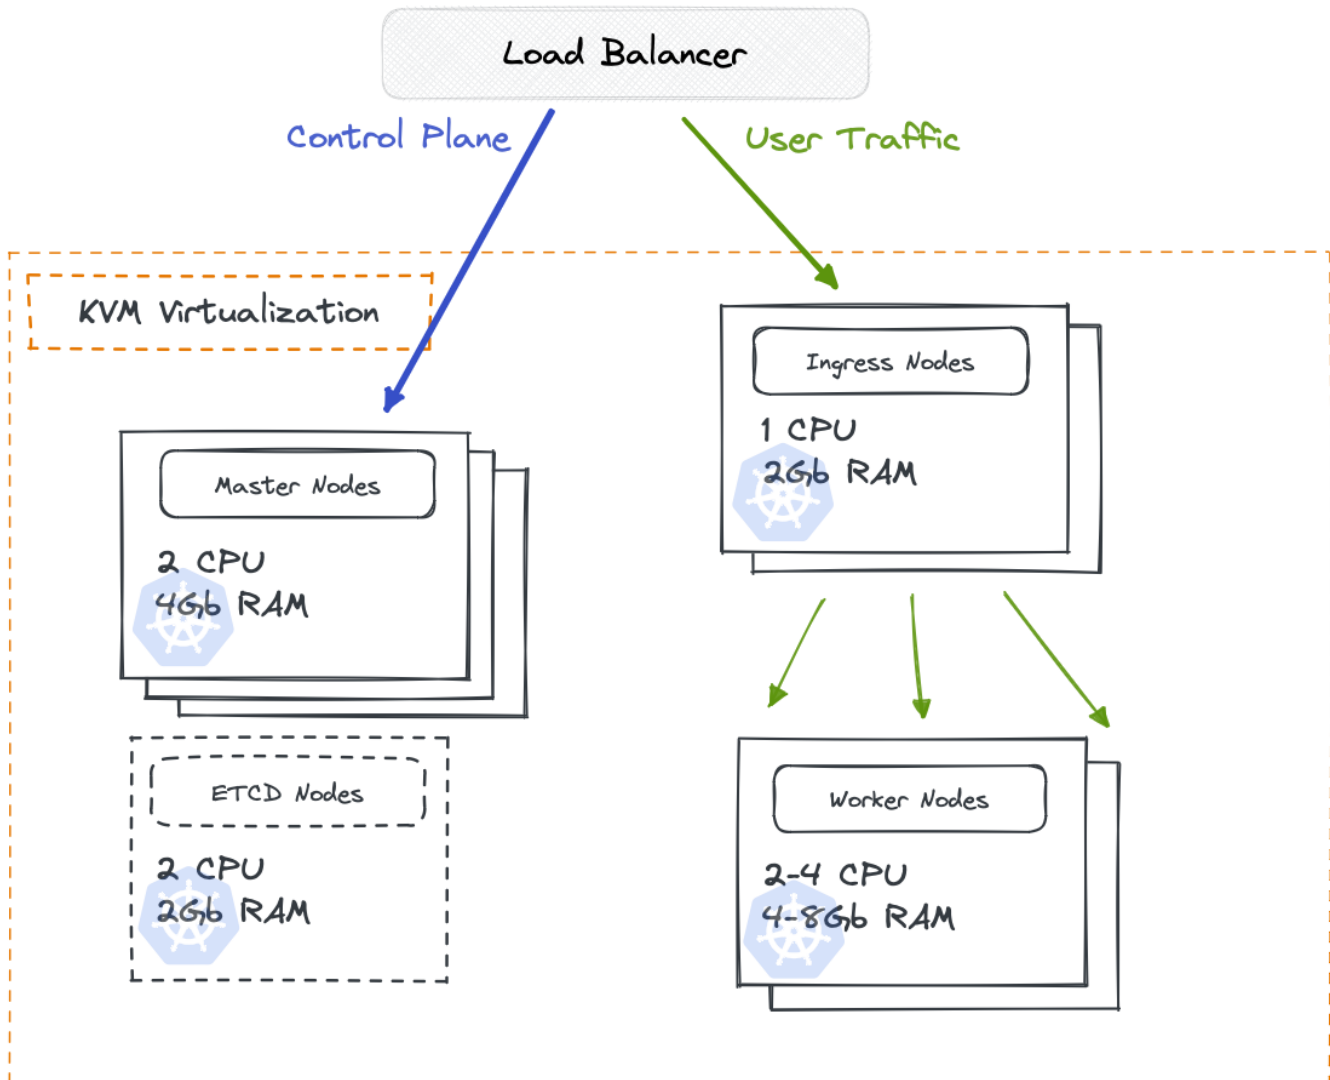 Load Balancer
Control Plane
User Traffic
KVM Virtualization
Ingress Nodes
1 CPU
2Gb RAM
Master Nodes
2 CPU
4Gb RAM
ETCD Nodes
2 CPU
2Gb RAM
Worker Nodes
2-4 CPU
4-8Gb RAM